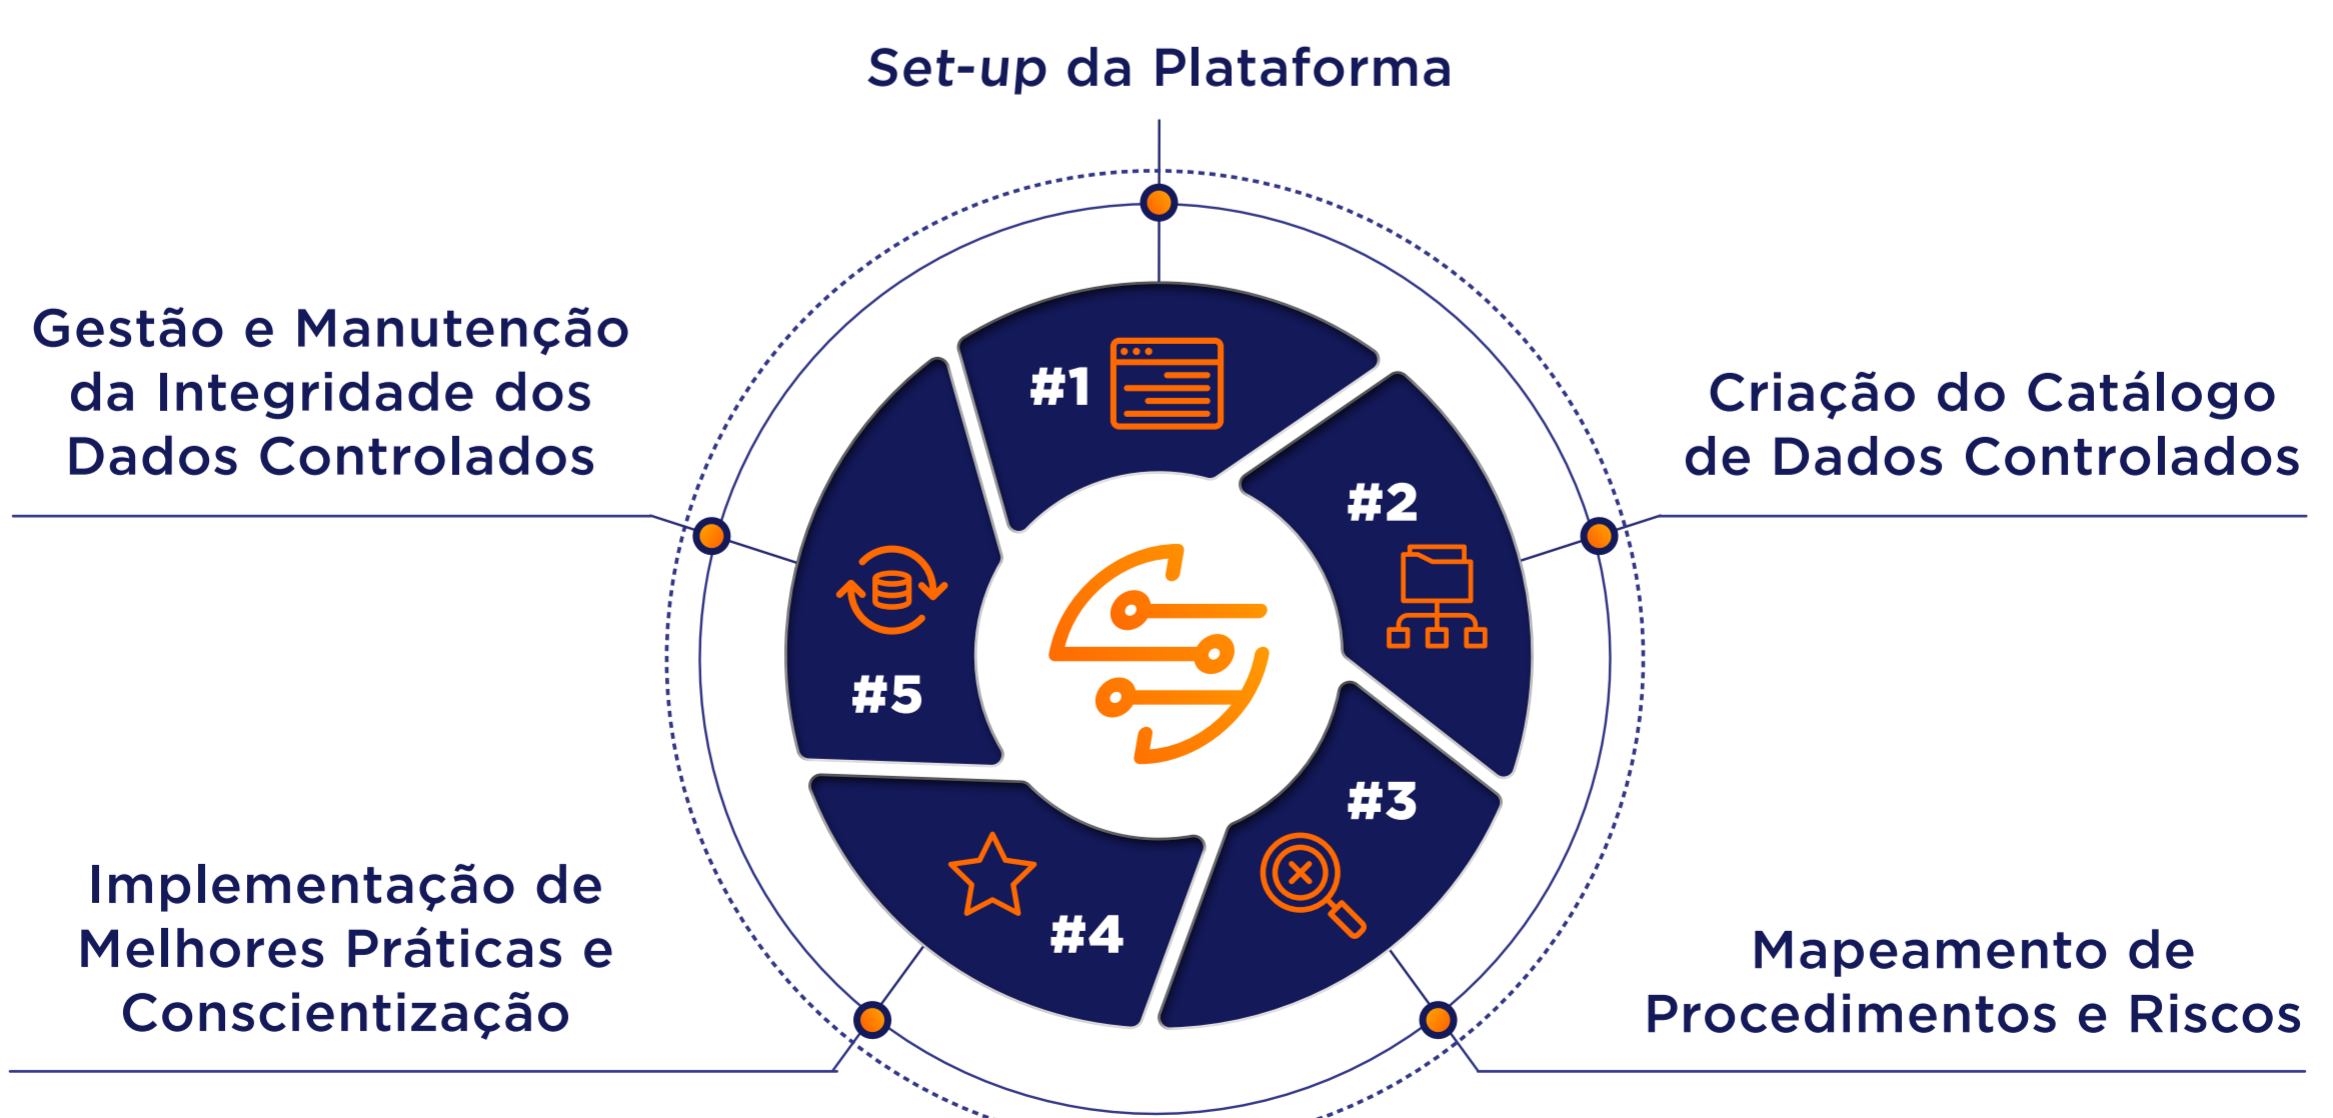 Set-up da Plataforma
#1
Criação do Catálogo
de Dados Controlados
#2
Mapeamento de
Procedimentos e Riscos
#3
Implementação de
Melhores Práticas e
Conscientização
#4
Gestão e Manutenção
da Integridade dos
Dados Controlados
#5